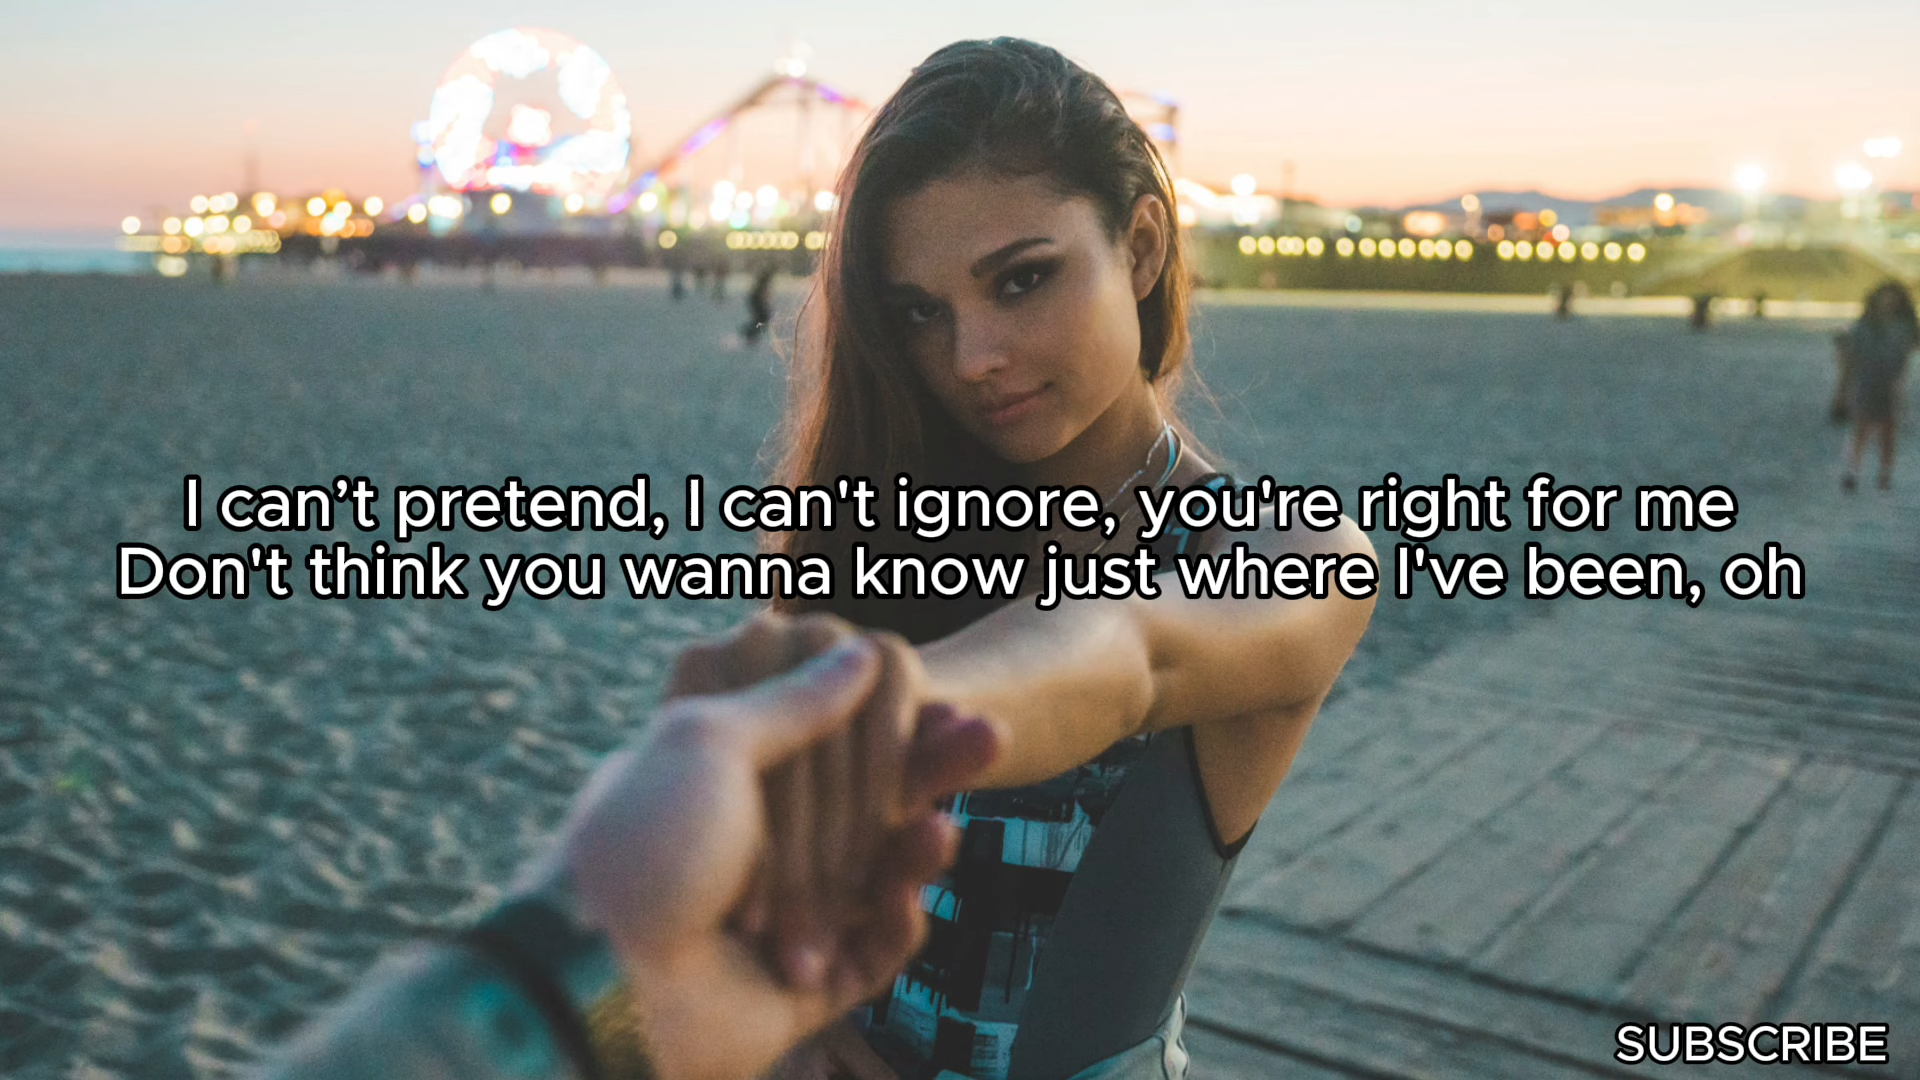 I can’t pretend, I can't ignore, you're right for me
Don't think you wanna know just where I've been, oh
SUBSCRIBE